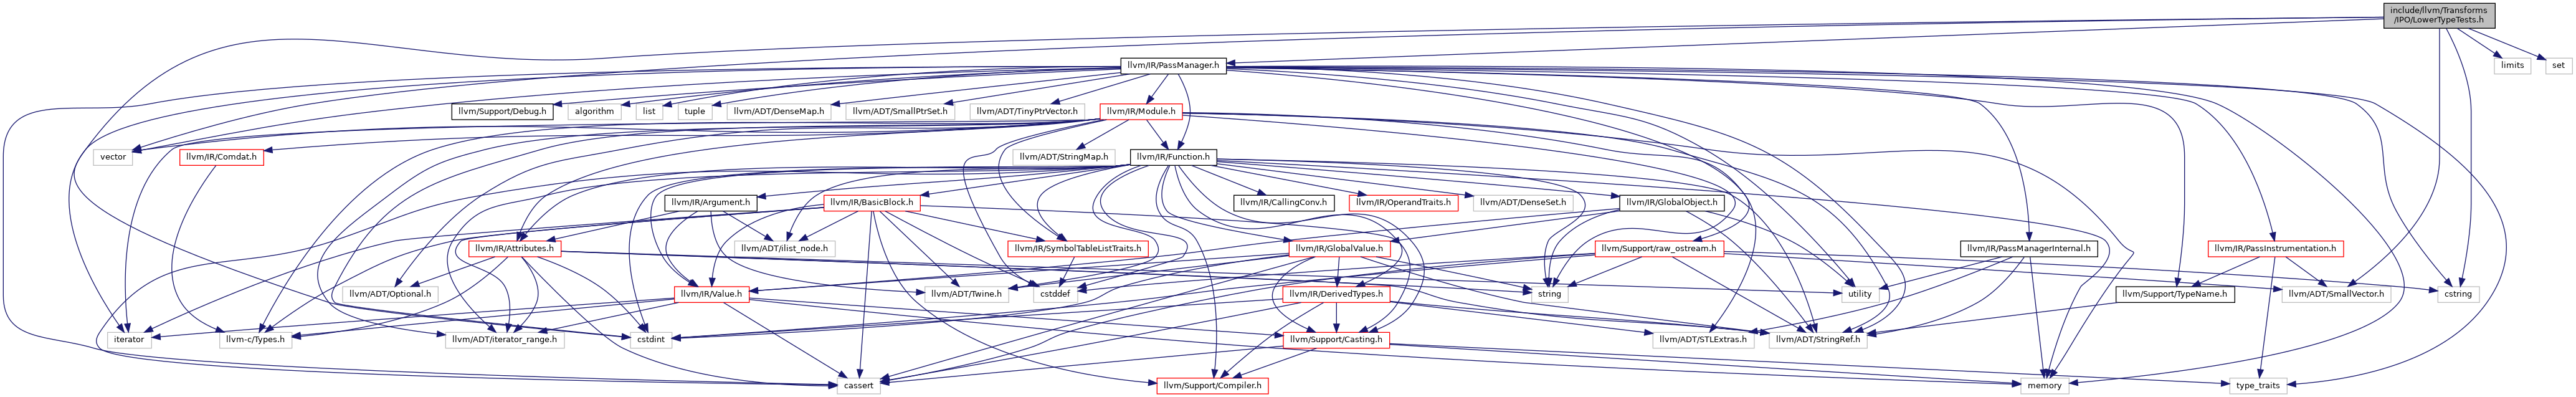 include/llvm/Transforms
/IPO/LowerTypeTests.h
llvm/IR/PassManager.h
limits
set
llvm/Support/Debug.h
algorithm
list
tuple
llvm/ADT/DenseMap.h
llvm/ADT/SmallPtrSet.h
llvm/ADT/TinyPtrVector.h
llvm/IR/Module.h
vector
llvm/IR/Comdat.h
llvm/ADT/StringMap.h
llvm/IR/Function.h
llvm/IR/Argument.h
llvm/IR/BasicBlock.h
llvm/IR/CallingConv.h
llvm/IR/OperandTraits.h
llvm/ADT/DenseSet.h
llvm/IR/GlobalObject.h
llvm/IR/Attributes.h
llvm/ADT/ilist_node.h
llvm/IR/SymbolTableListTraits.h
llvm/IR/GlobalValue.h
llvm/Support/raw_ostream.h
llvm/IR/PassManagerInternal.h
llvm/IR/PassInstrumentation.h
llvm/ADT/Optional.h
llvm/IR/Value.h
llvm/ADT/Twine.h
cstddef
llvm/IR/DerivedTypes.h
string
utility
llvm/Support/TypeName.h
llvm/ADT/SmallVector.h
cstring
iterator
llvm-c/Types.h
llvm/ADT/iterator_range.h
cstdint
llvm/Support/Casting.h
llvm/ADT/STLExtras.h
llvm/ADT/StringRef.h
cassert
llvm/Support/Compiler.h
memory
type_traits